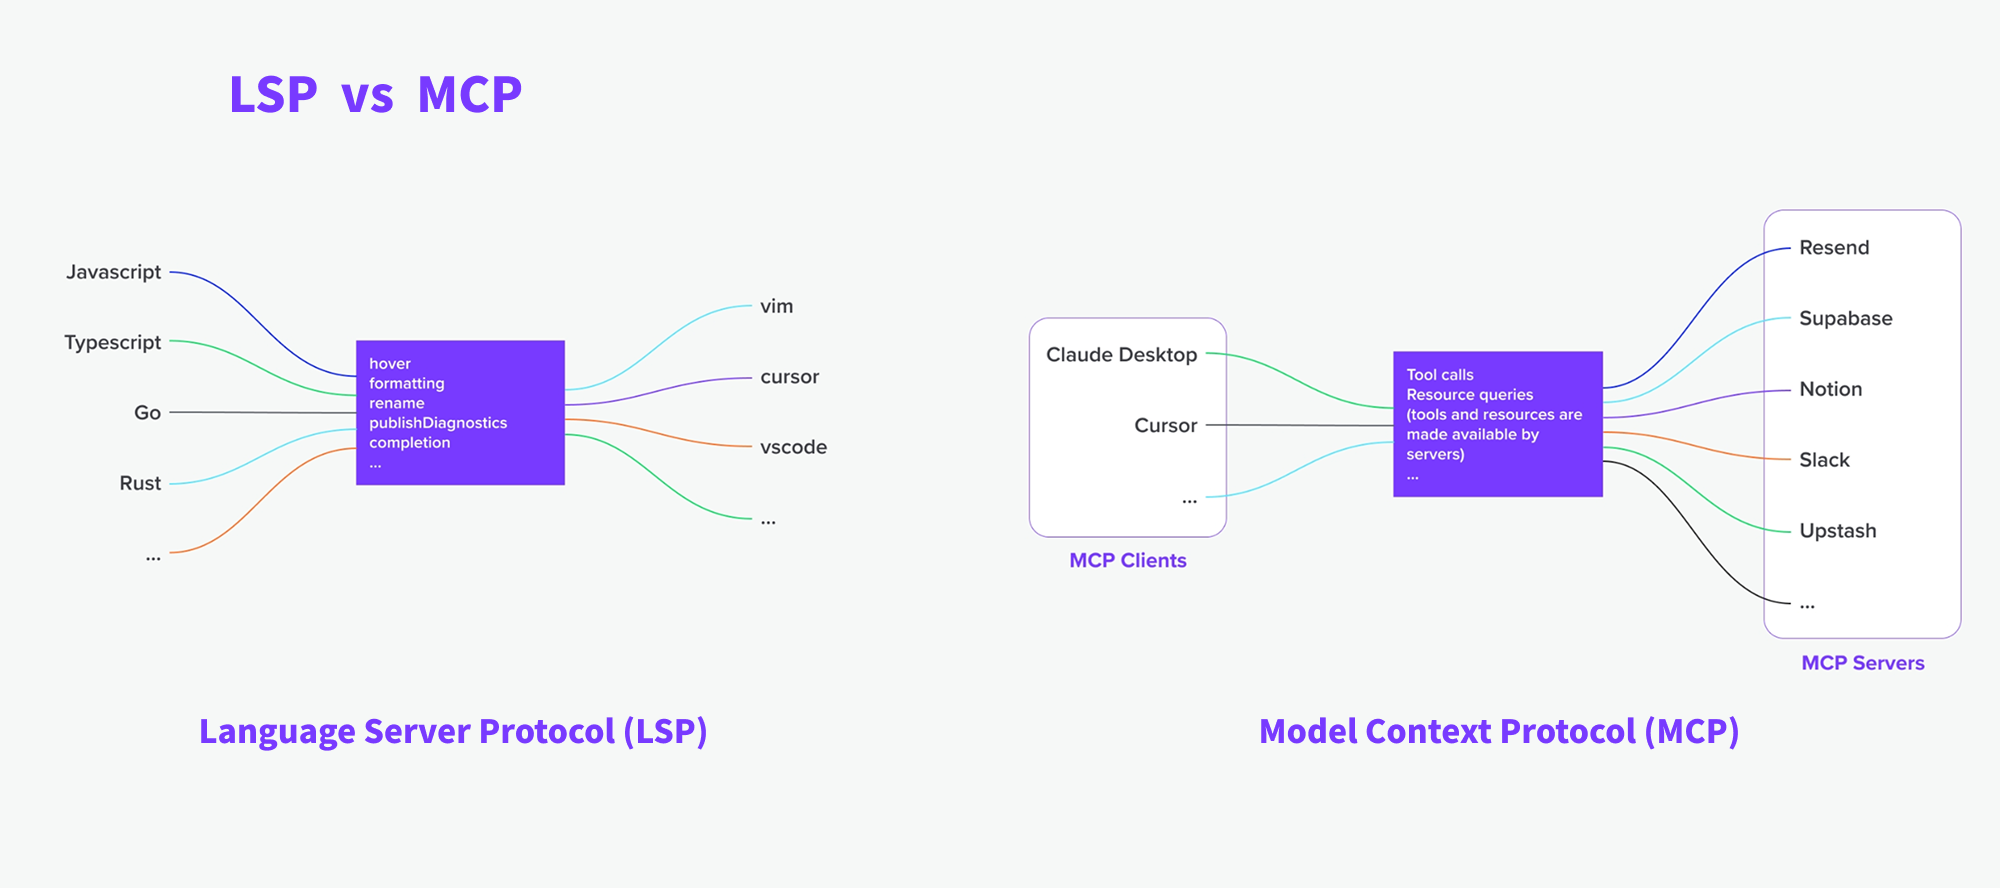 LSP vs MCP
Javascript
Typescript
Go
Rust
...
hover
formatting
rename
publishDiagnostics
completion
...
vim
cursor
vscode
...
Language Server Protocol (LSP)
Claude Desktop
Cursor
...
MCP Clients
Tool calls
Resource queries
(tools and resources are
made available by
servers)
...
Resend
Supabase
Notion
Slack
Upstash
...
MCP Servers
Model Context Protocol (MCP)